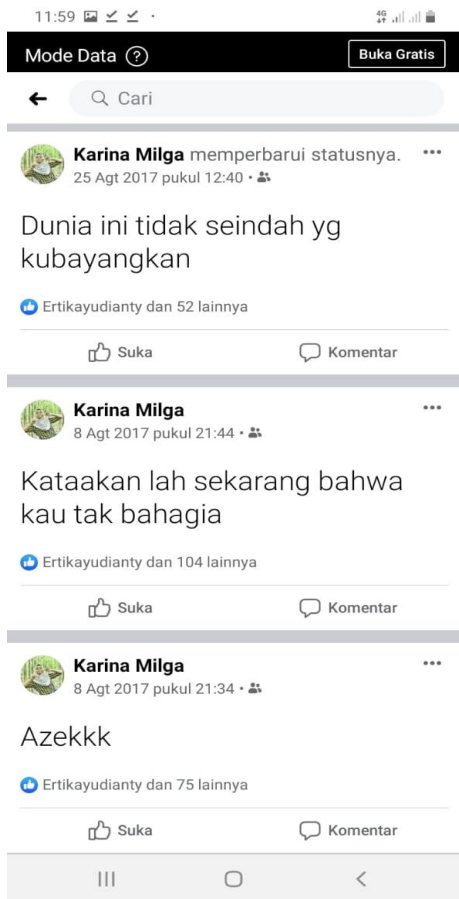 11:59
4G
Mode Data ?
Buka Gratis
Cari
Karina Milga memperbarui statusnya.
25 Agt 2017 pukul 12:40 •
Dunia ini tidak seindah yg
kubayangkan
Ertikayudianty dan 52 lainnya
Suka
Komentar
Karina Milga
8 Agt 2017 pukul 21:44 •
Kataakan lah sekarang bahwa
kau tak bahagia
Ertikayudianty dan 104 lainnya
Suka
Komentar
Karina Milga
8 Agt 2017 pukul 21:34 •
Azekkk
Ertikayudianty dan 75 lainnya
Suka
Komentar